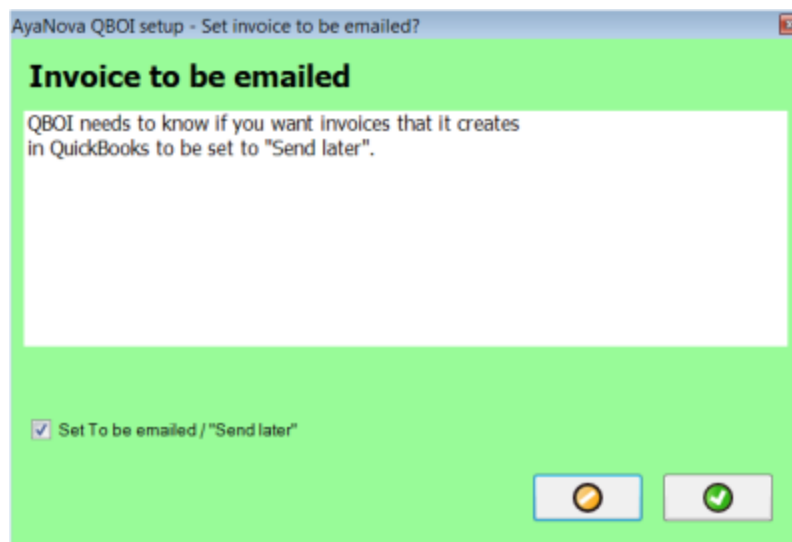 AyaNova QBOI setup - Set invoice to be emailed?
Invoice to be emailed
QBOI needs to know if you want invoices that it creates
in QuickBooks to be set to "Send later".
Set To be emailed / "Send later"